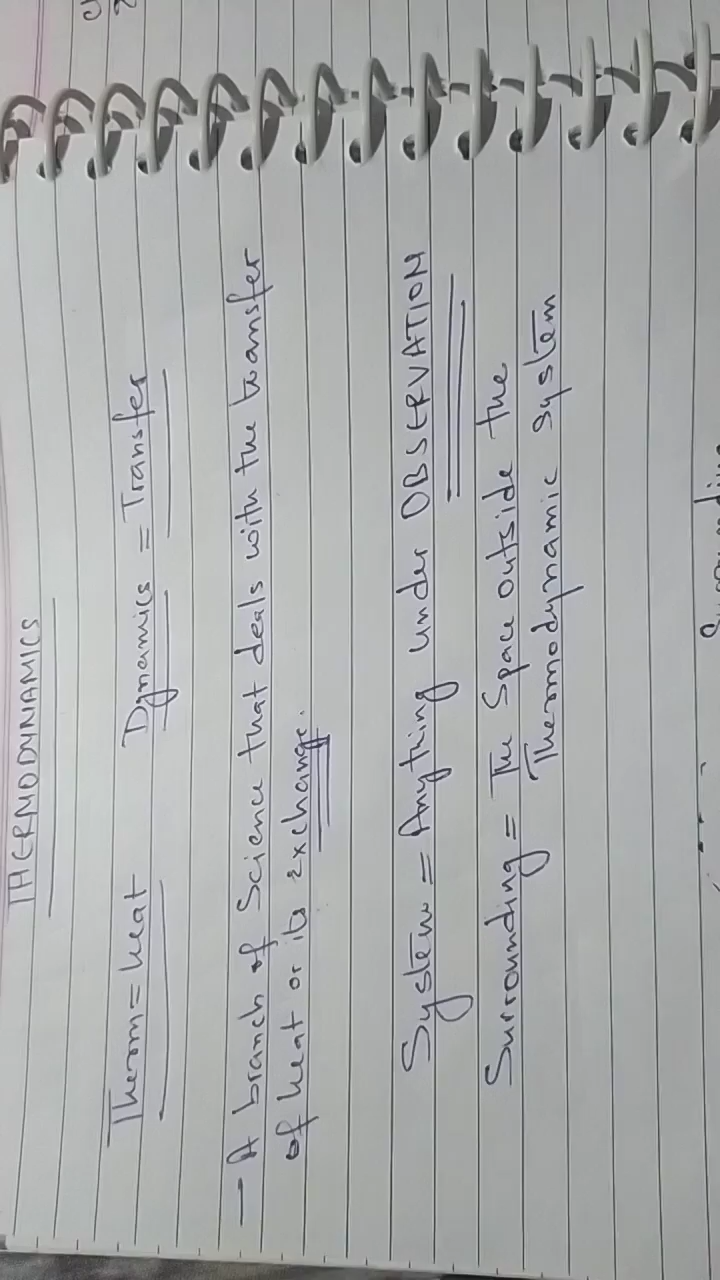 THERMODYNAMICS
Therm = heat Dynamics = Transfer
— A branch of Science that deals with the transfer
of heat or its exchange.
System = Anything under OBSERVATION
Surrounding = The Space outside the
Thermodynamic System